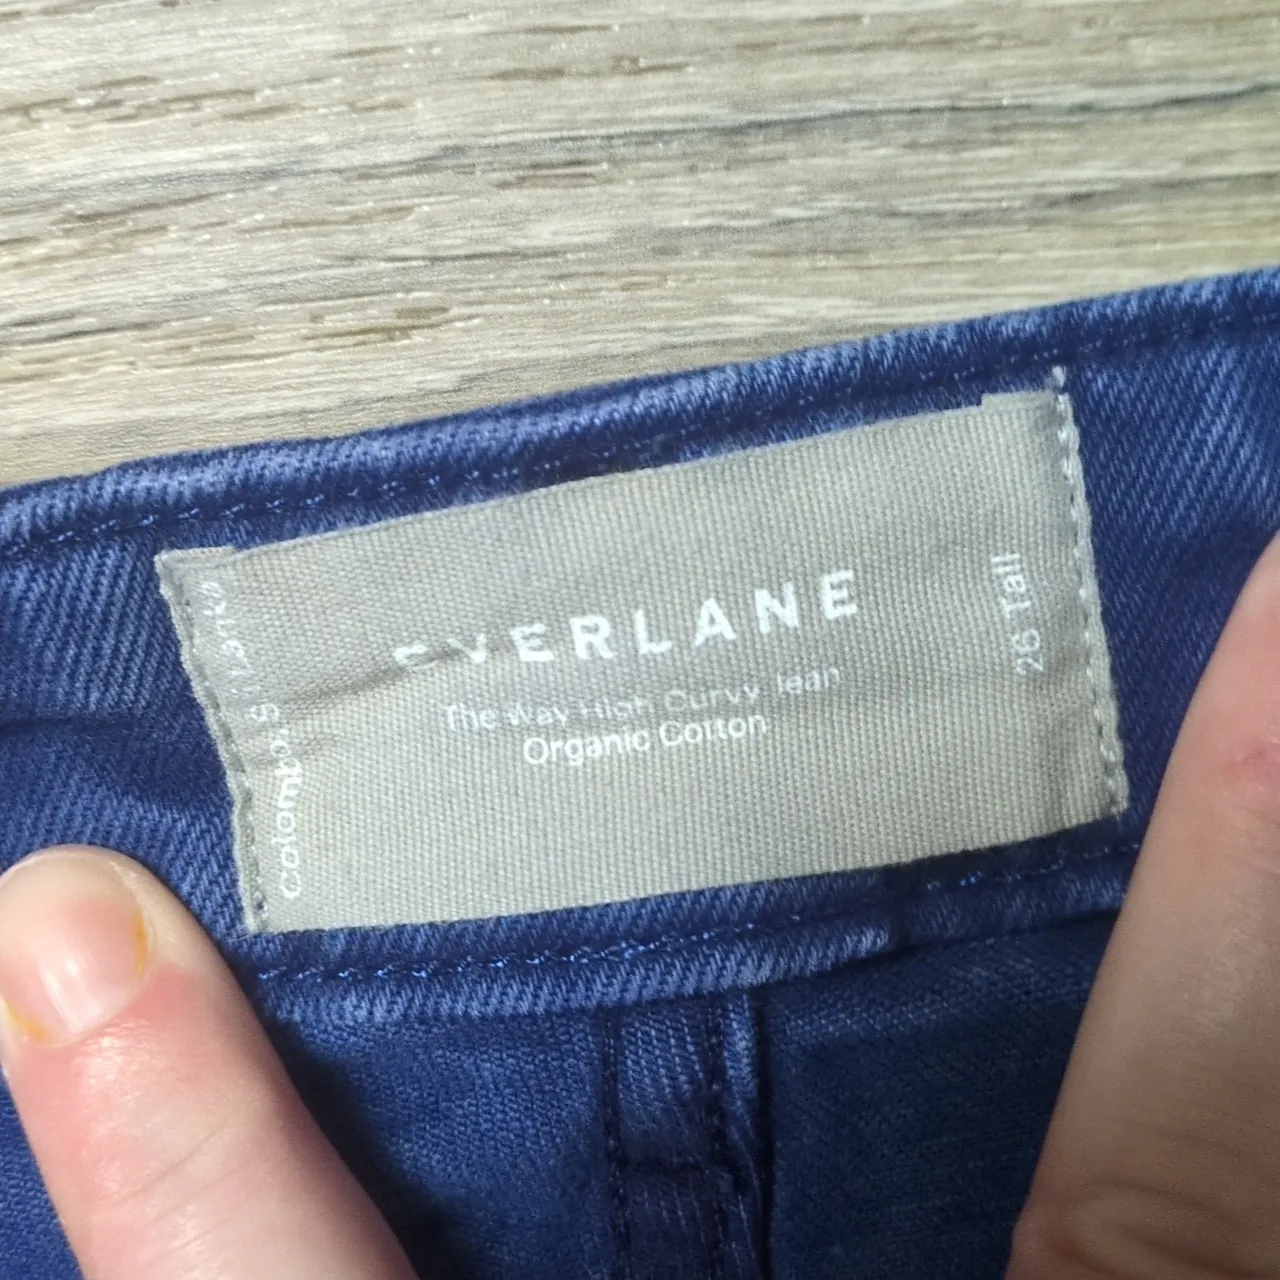 EVERLANE
The Way High Curvy Jean
Organic Cotton
26 Tall
Colombo, S